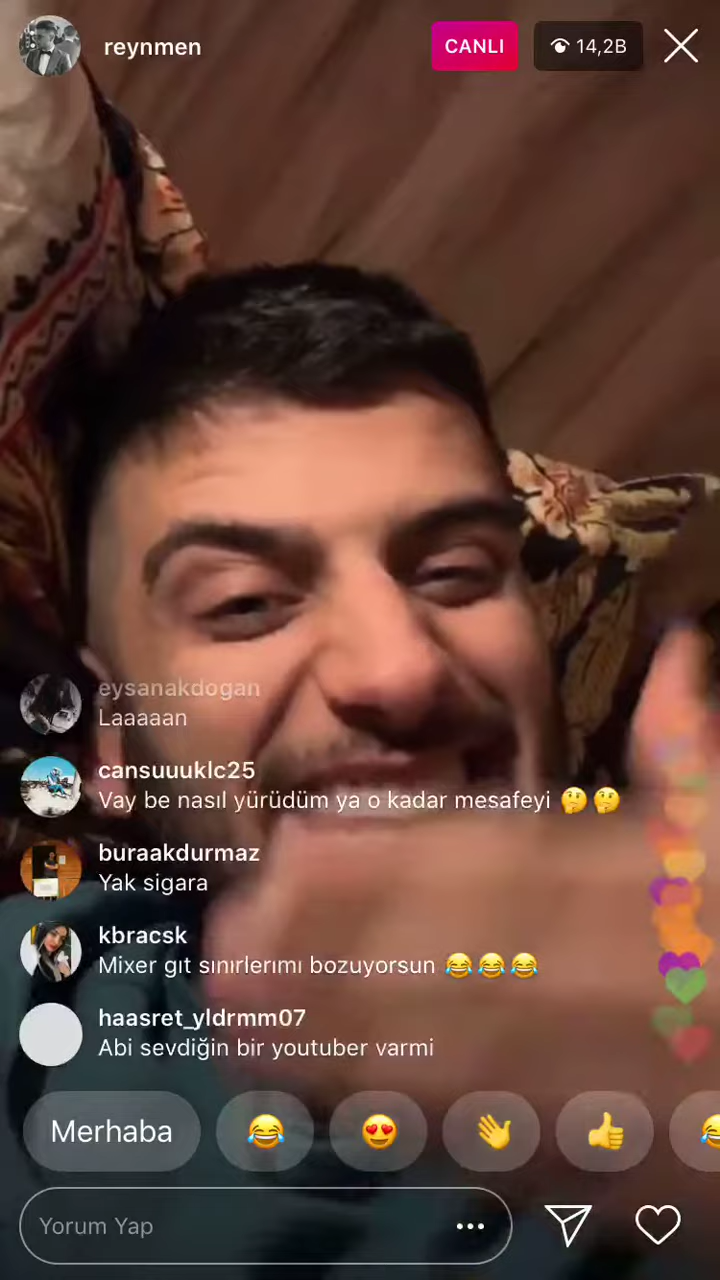 reynmen
CANLI
14,2B
eysanakdogan
Laaaaan
cansuuuklc25
Vay be nasıl yürüdüm ya o kadar mesafeyi 🤔🤔
buraakdurmaz
Yak sigara
kbracsk
Mixer gıt sınırlerımı bozuyorsun 😂😂😂
haasret_yldrmm07
Abi sevdiğin bir youtuber varmi
Merhaba 😂 😍 👋 👍 😂
Yorum Yap